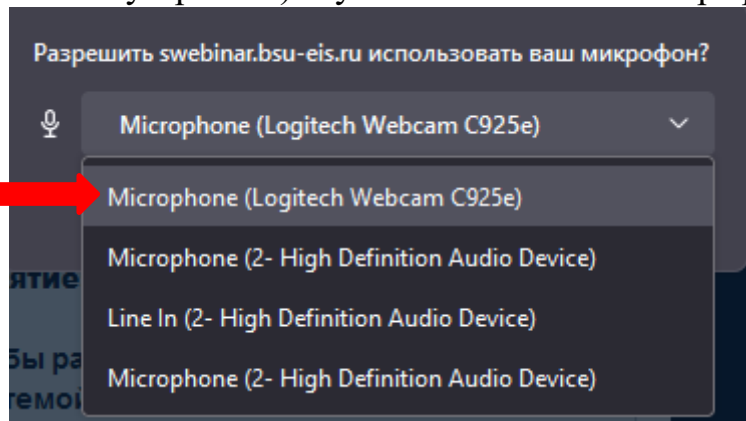 Разрешить swebinar.bsu-eis.ru использовать ваш микрофон?
Microphone (Logitech Webcam C925e)
Microphone (Logitech Webcam C925e)
Microphone (2- High Definition Audio Device)
Line In (2- High Definition Audio Device)
Microphone (2- High Definition Audio Device)